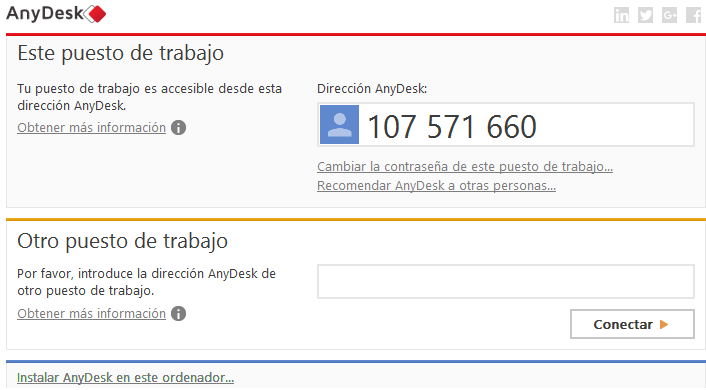 AnyDesk
Este puesto de trabajo
Tu puesto de trabajo es accesible desde esta
dirección AnyDesk.
Obtener más información
Dirección AnyDesk:
107 571 660
Cambiar la contraseña de este puesto de trabajo...
Recomendar AnyDesk a otras personas...
Otro puesto de trabajo
Por favor, introduce la dirección AnyDesk de
otro puesto de trabajo.
Obtener más información
Conectar
Instalar AnyDesk en este ordenador...